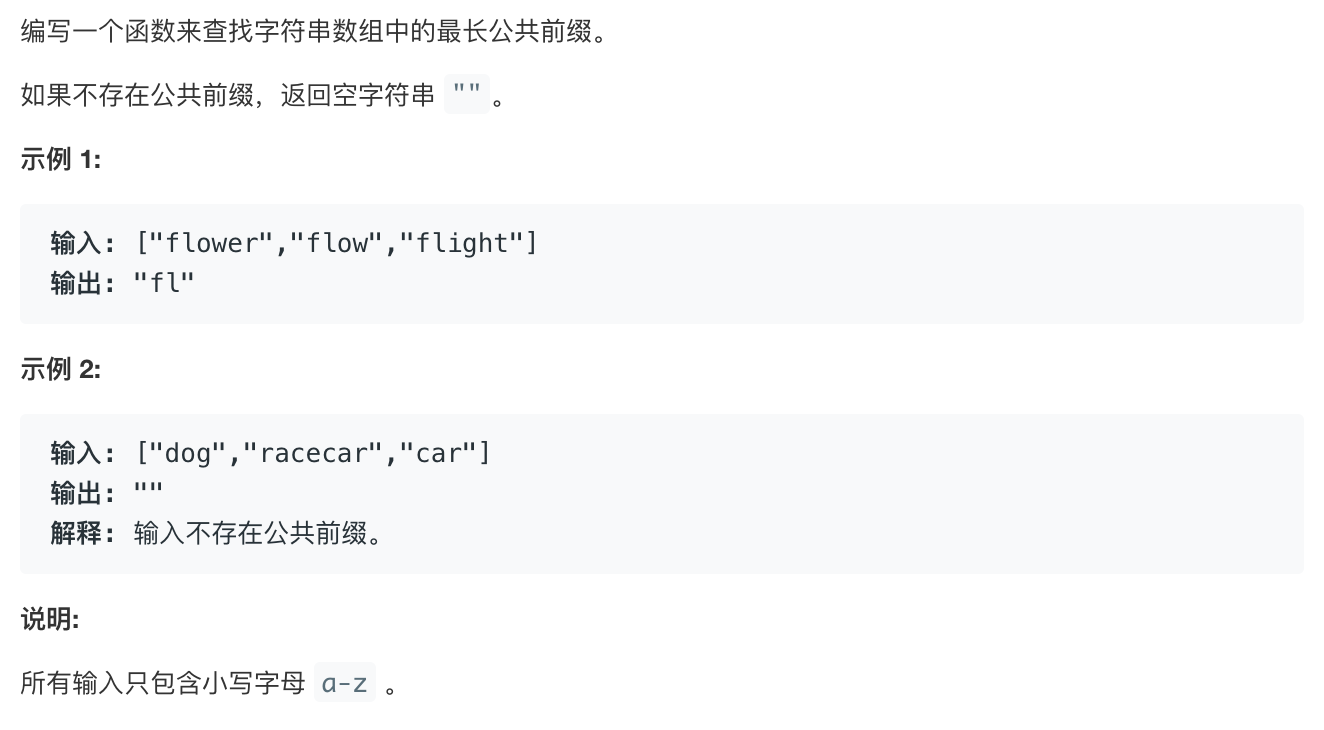 编写一个函数来查找字符串数组中的最长公共前缀。
如果不存在公共前缀，返回空字符串 ""。
示例 1:
输入: ["flower","flow","flight"]
输出: "fl"
示例 2:
输入: ["dog","racecar","car"]
输出: ""
解释: 输入不存在公共前缀。
说明:
所有输入只包含小写字母 a-z 。